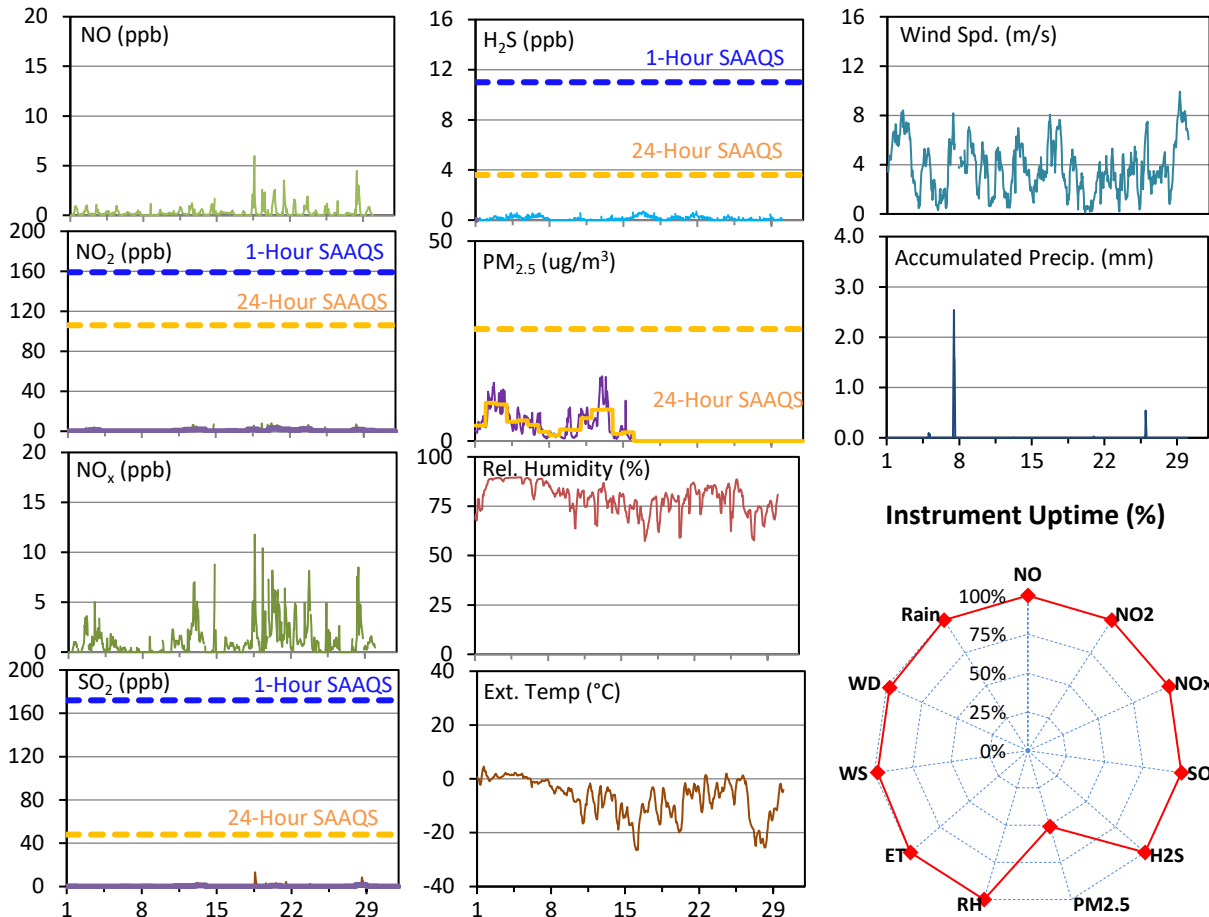 NO (ppb)
20
15
10
5
0
NO₂ (ppb)
1-Hour SAAQS
24-Hour SAAQS
200
160
120
80
40
0
NOₓ (ppb)
20
15
10
5
0
SO₂ (ppb)
1-Hour SAAQS
24-Hour SAAQS
200
160
120
80
40
0
1 8 15 22 29
H₂S (ppb)
1-Hour SAAQS
24-Hour SAAQS
16
12
8
4
0
PM₂.₅ (ug/m³)
24-Hour SAAQS
50
0
Rel. Humidity (%)
100
75
50
25
0
Ext. Temp (°C)
40
20
0
-20
-40
1 8 15 22 29
Wind Spd. (m/s)
16
12
8
4
0
Accumulated Precip. (mm)
4.0
3.0
2.0
1.0
0.0
1 8 15 22 29
Instrument Uptime (%)
NO
NO2
NOx
SO
H2S
PM2.5
RH
ET
WS
WD
Rain
100%
75%
50%
25%
0%